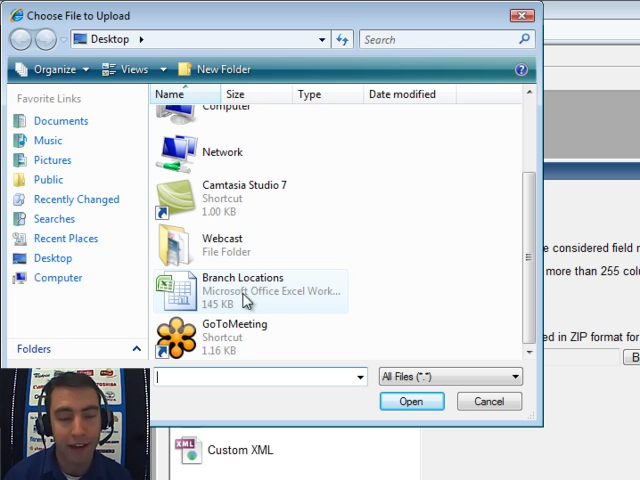 Choose File to Upload
Desktop
Search
Organize
Views
New Folder
?
Favorite Links
Documents
Music
Pictures
Public
Recently Changed
Searches
Recent Places
Desktop
Computer
Folders
Name
Size
Type
Date modified
Computer
Network
Camtasia Studio 7
Shortcut
1.00 KB
Webcast
File Folder
Branch Locations
Microsoft Office Excel Work...
145 KB
GoToMeeting
Shortcut
1.16 KB
All Files (*.*)
Open
Cancel
e considered field
more than 255 colu
ed in ZIP format for
B
XML
Custom XML